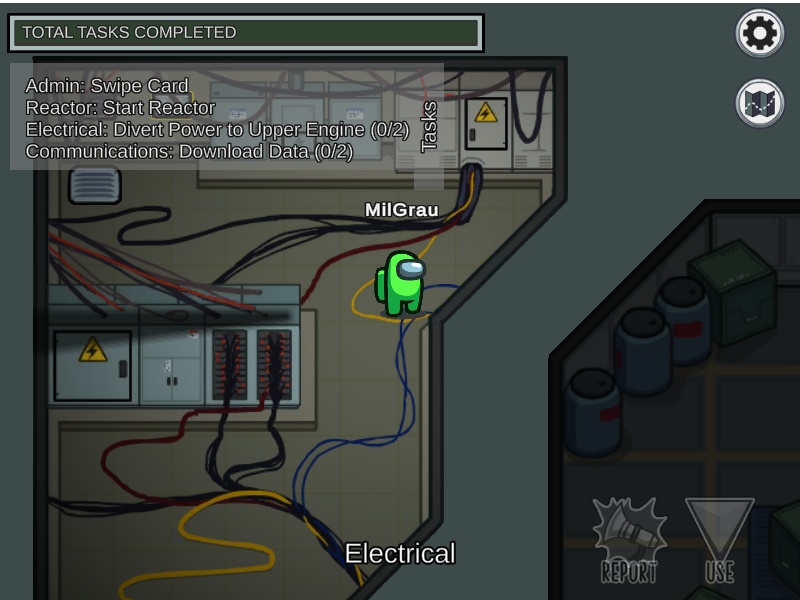 TOTAL TASKS COMPLETED
Admin: Swipe Card
Reactor: Start Reactor
Electrical: Divert Power to Upper Engine (0/2)
Communications: Download Data (0/2)
Tasks
MilGrau
Electrical
REPORT
USE